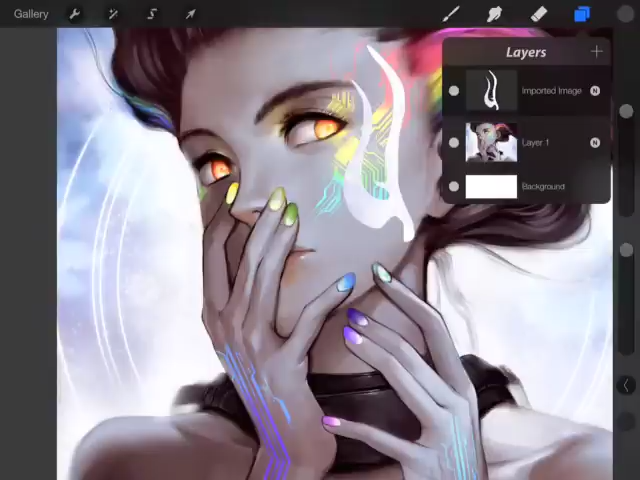 Gallery
Layers
Imported Image N
Layer 1 N
Background